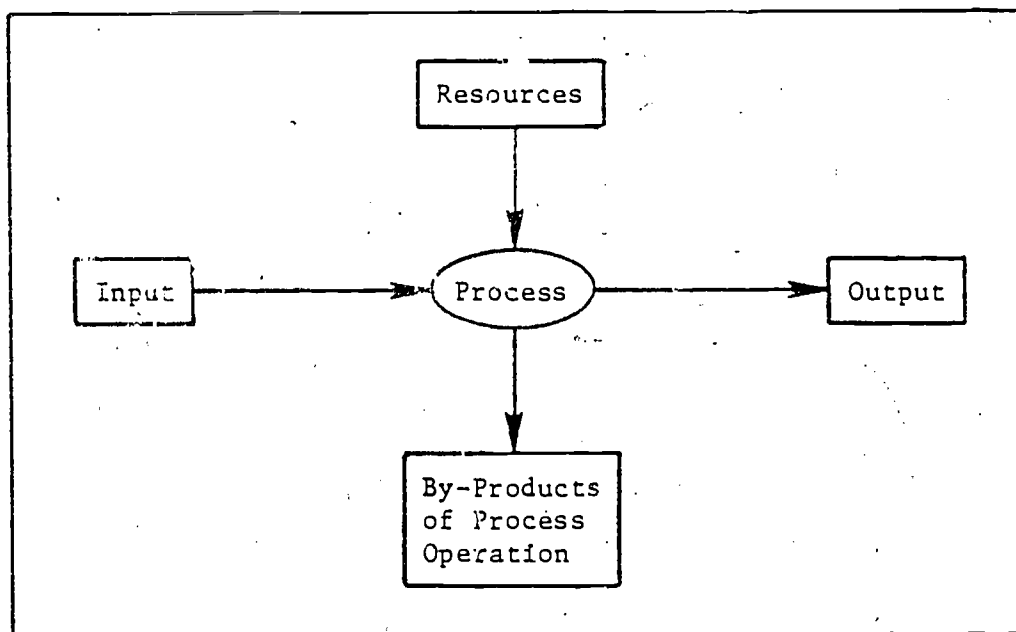 Resources
Input
Process
Output
By-Products
of Process
Operation